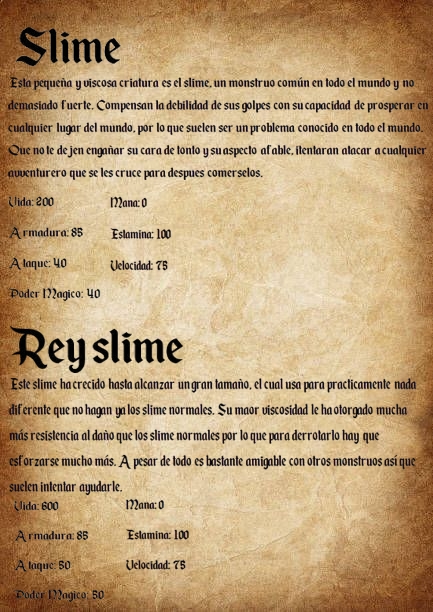 Slime
Esta pequeña y viscosa criatura es el slime, un monstruo común en todo el mundo y no
demasiado fuerte. Compensan la debilidad de sus golpes con su capacidad de prosperar en
cualquier lugar del mundo, por lo que suelen ser un problema conocido en todo el mundo.
Que no te dejen engañar su cara de tonto y su aspecto afable, itentaran atacar a cualquier
avventurero que se les cruce para despues comerselos.
Vida: 200 Mana: 0
Armadura: 85 Estamina: 100
Ataque: 40 Velocidad: 75
Poder Magico: 40
Rey slime
Este slime ha crecido hasta alcanzar un gran tamaño, el cual usa para practicamente nada
diferente que no hagan ya los slime normales. Su maor viscosidad le ha otorgado mucha
más resistencia al daño que los slime normales por lo que para derrotarlo hay que
esforzarse mucho más. A pesar de todo es bastante amigable con otros monstruos así que
suelen intentar ayudarle.
Vida: 600 Mana: 0
Armadura: 85 Estamina: 100
Ataque: 50 Velocidad: 75
Poder Magico: 50